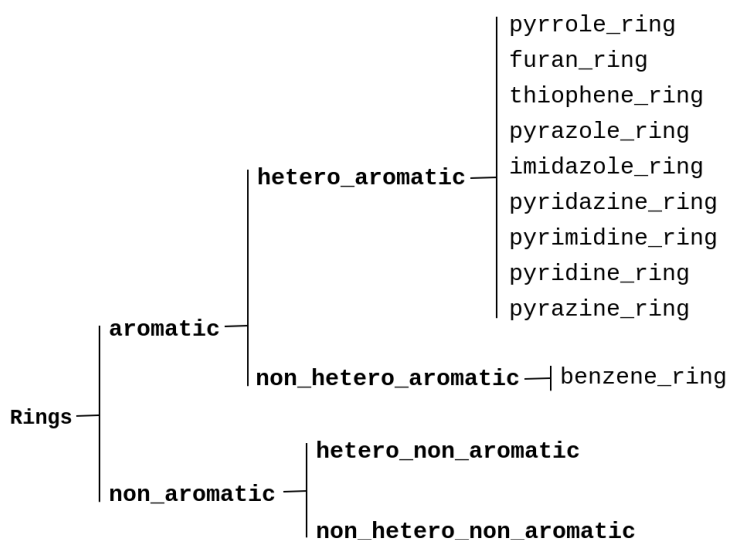 pyrrole_ring
furan_ring
thiophene_ring
pyrazole_ring
imidazole_ring
hetero_aromatic
pyridazine_ring
pyrimidine_ring
pyridine_ring
pyrazine_ring
aromatic
non_hetero_aromatic
benzene_ring
Rings
hetero_non_aromatic
non_aromatic
non_hetero_non_aromatic